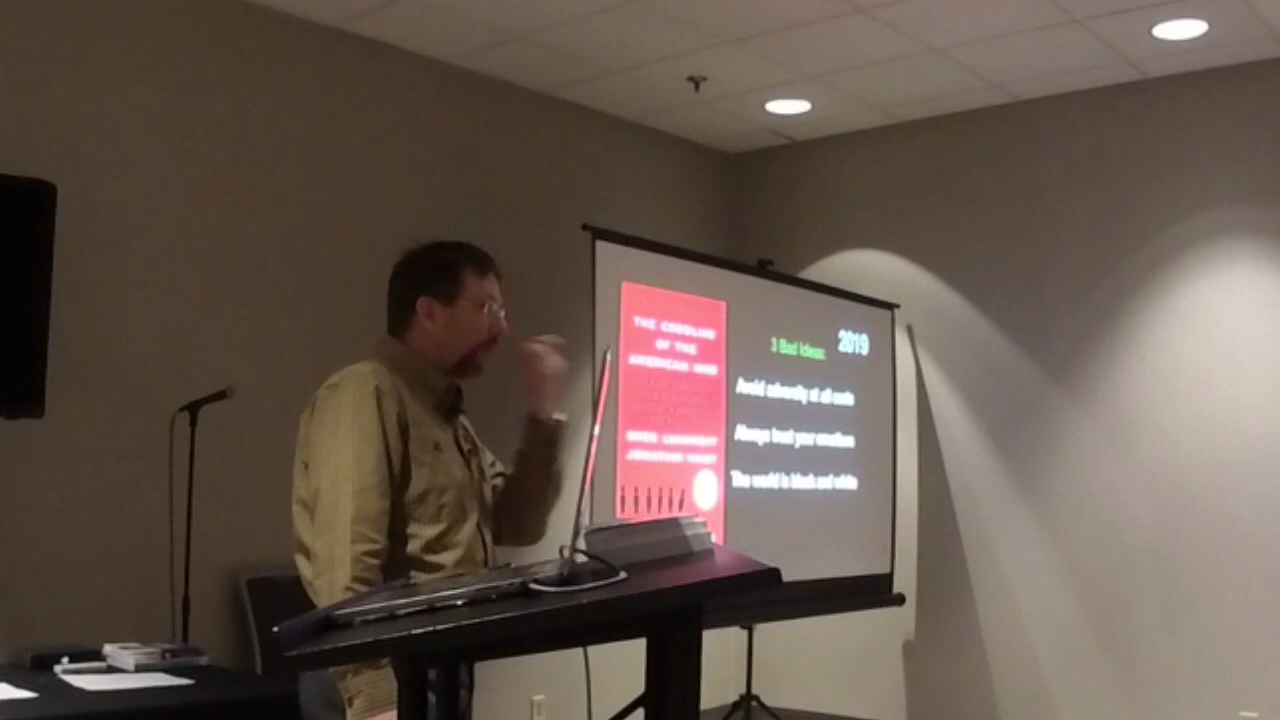 THE CODDLING
OF THE
AMERICAN MIND
GREG LUKIANOFF
JONATHAN HAIDT
2019
3 Bad Ideas:
Avoid adversity at all costs
Always trust your emotions
The world is black and white